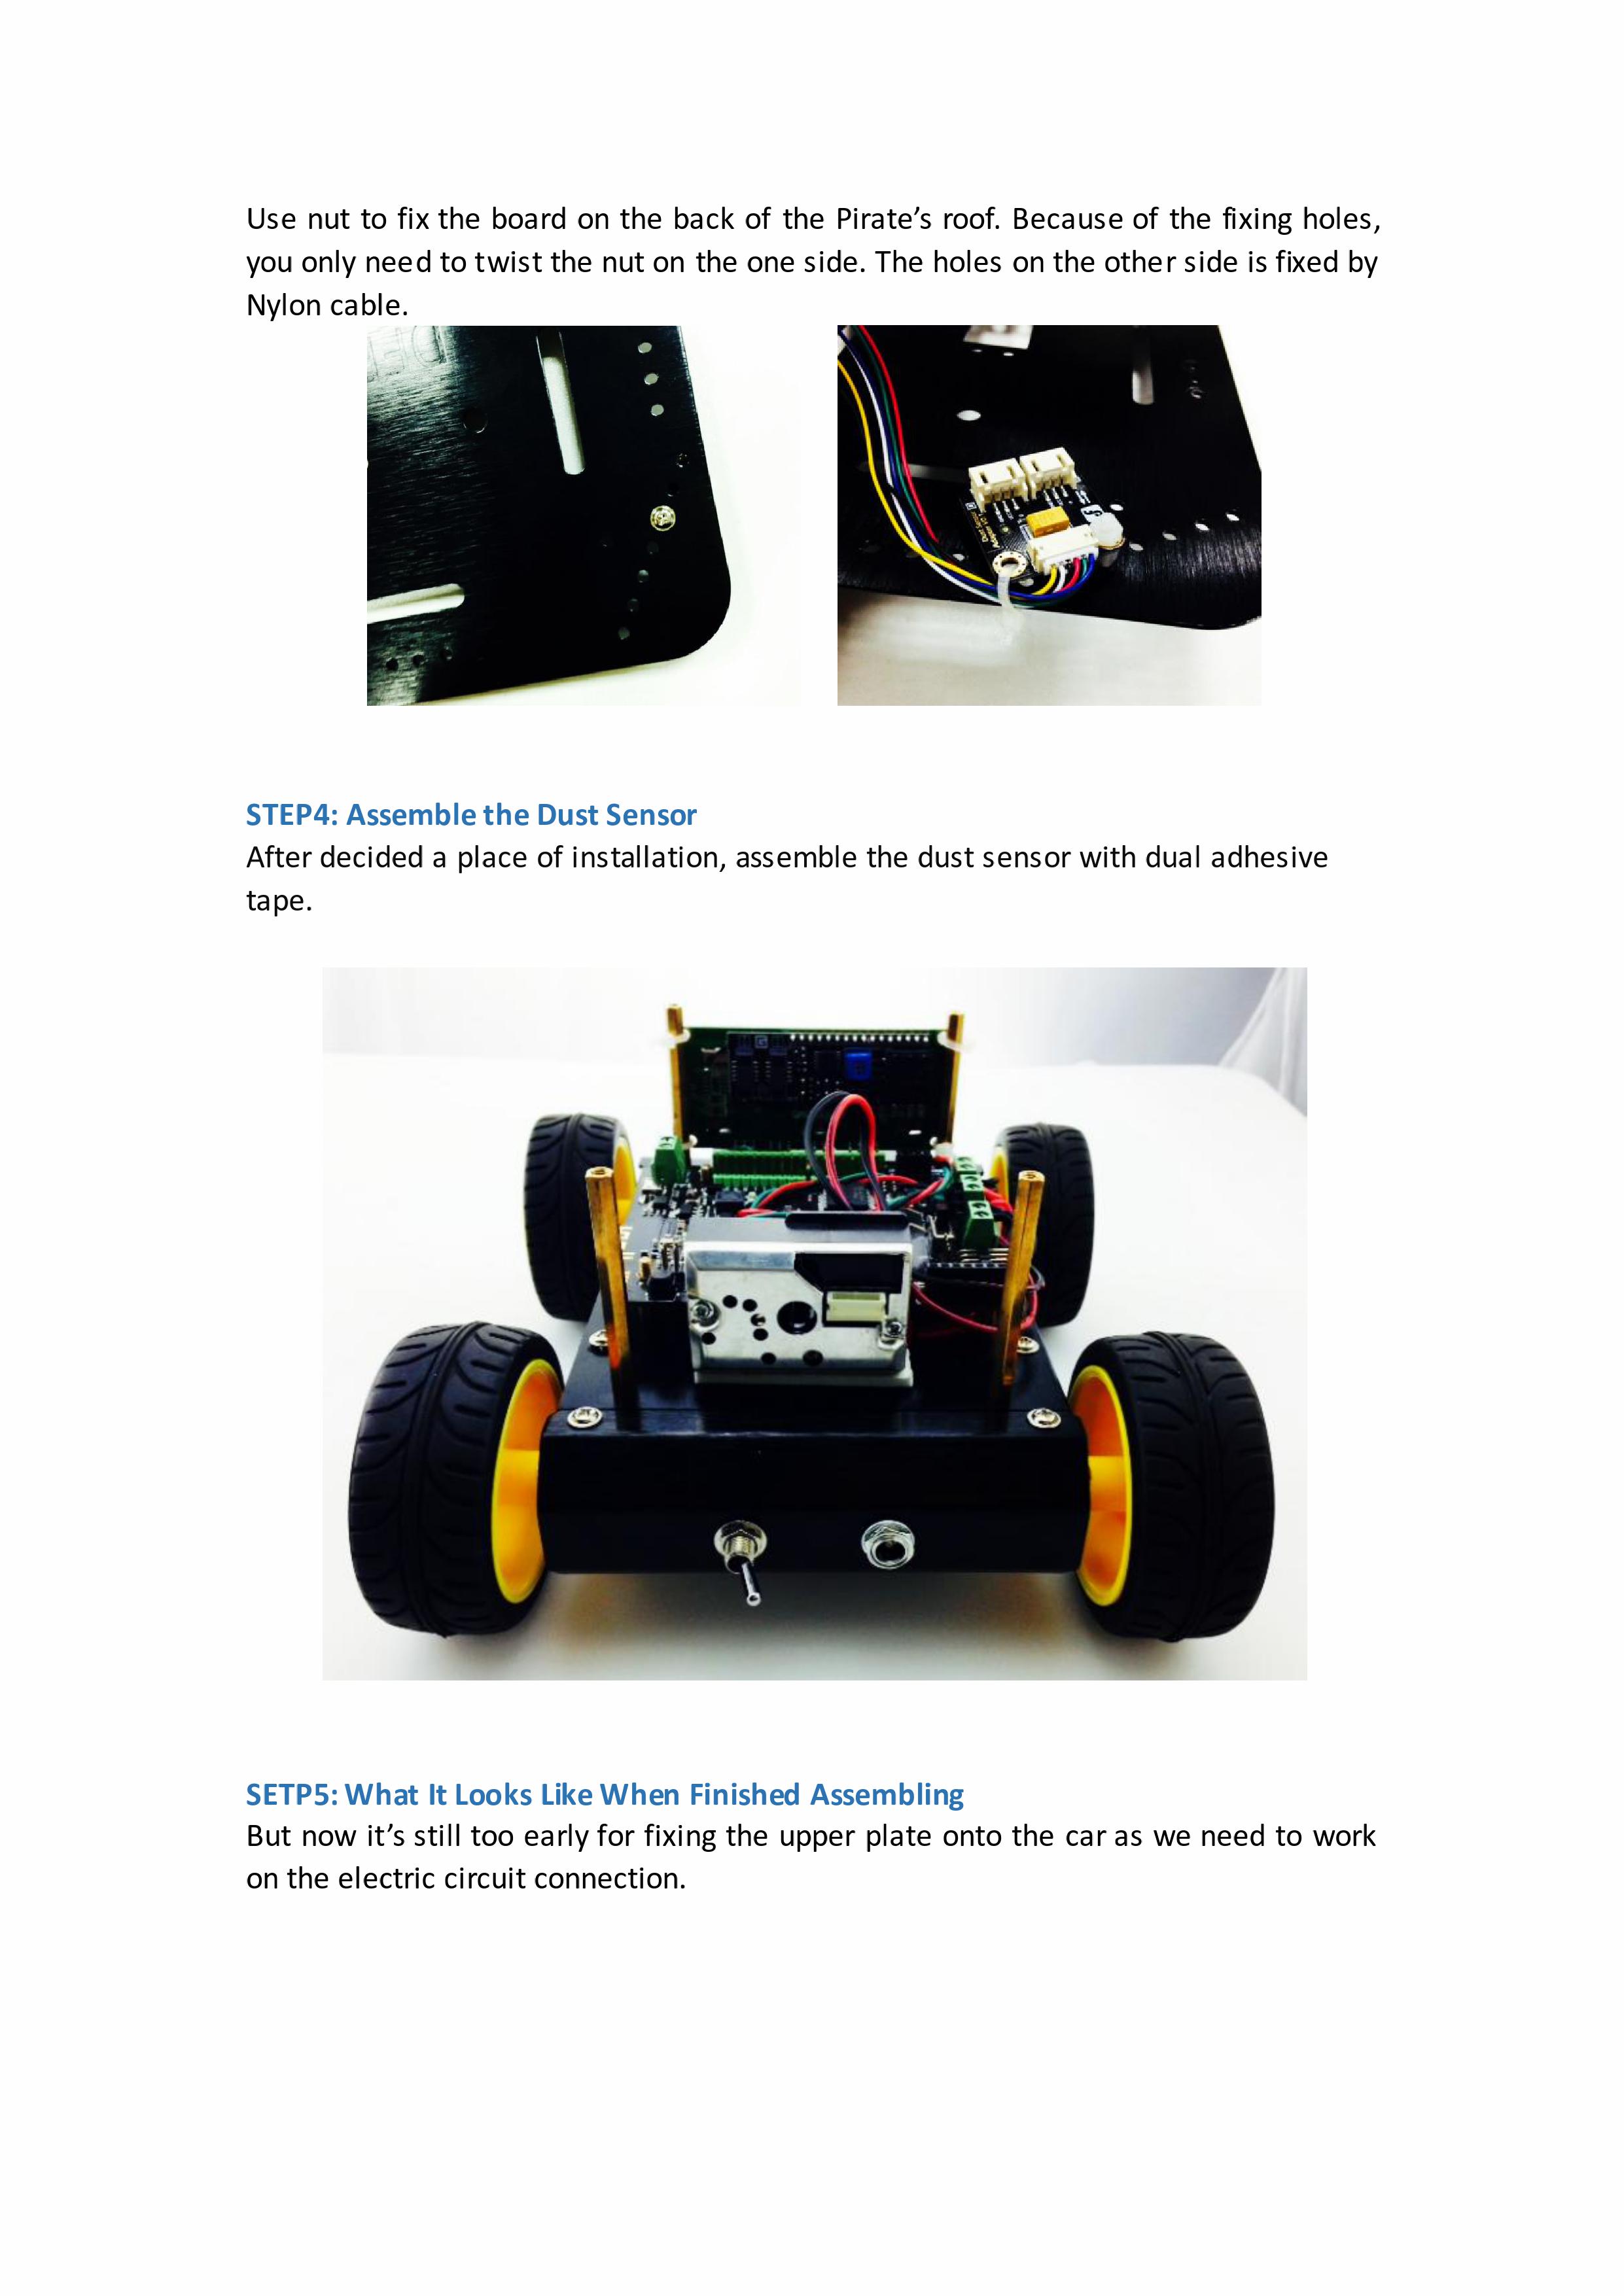 Use nut to fix the board on the back of the Pirate’s roof. Because of the fixing holes,
you only need to twist the nut on the one side. The holes on the other side is fixed by
Nylon cable.
Dust Sensor
STEP4: Assemble the Dust Sensor
After decided a place of installation, assemble the dust sensor with dual adhesive
tape.
SETP5: What It Looks Like When Finished Assembling
But now it’s still too early for fixing the upper plate onto the car as we need to work
on the electric circuit connection.